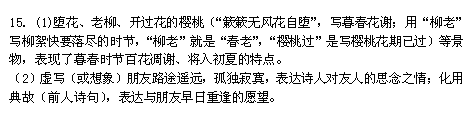 15. (1)堕花、老柳、开过花的樱桃(“簌簌无风花自堕”，写暮春花谢；用“柳老”
写柳絮快要落尽的时节，“柳老”就是“春老”，“樱桃过”是写樱桃花期已过）等景
物，表现了暮春时节百花凋谢、将入初夏的特点。
（2）虚写（或想象）朋友路途遥远，孤独寂寞，表达诗人对友人的思念之情；化用
典故（前人诗句），表达与朋友早日重逢的愿望。